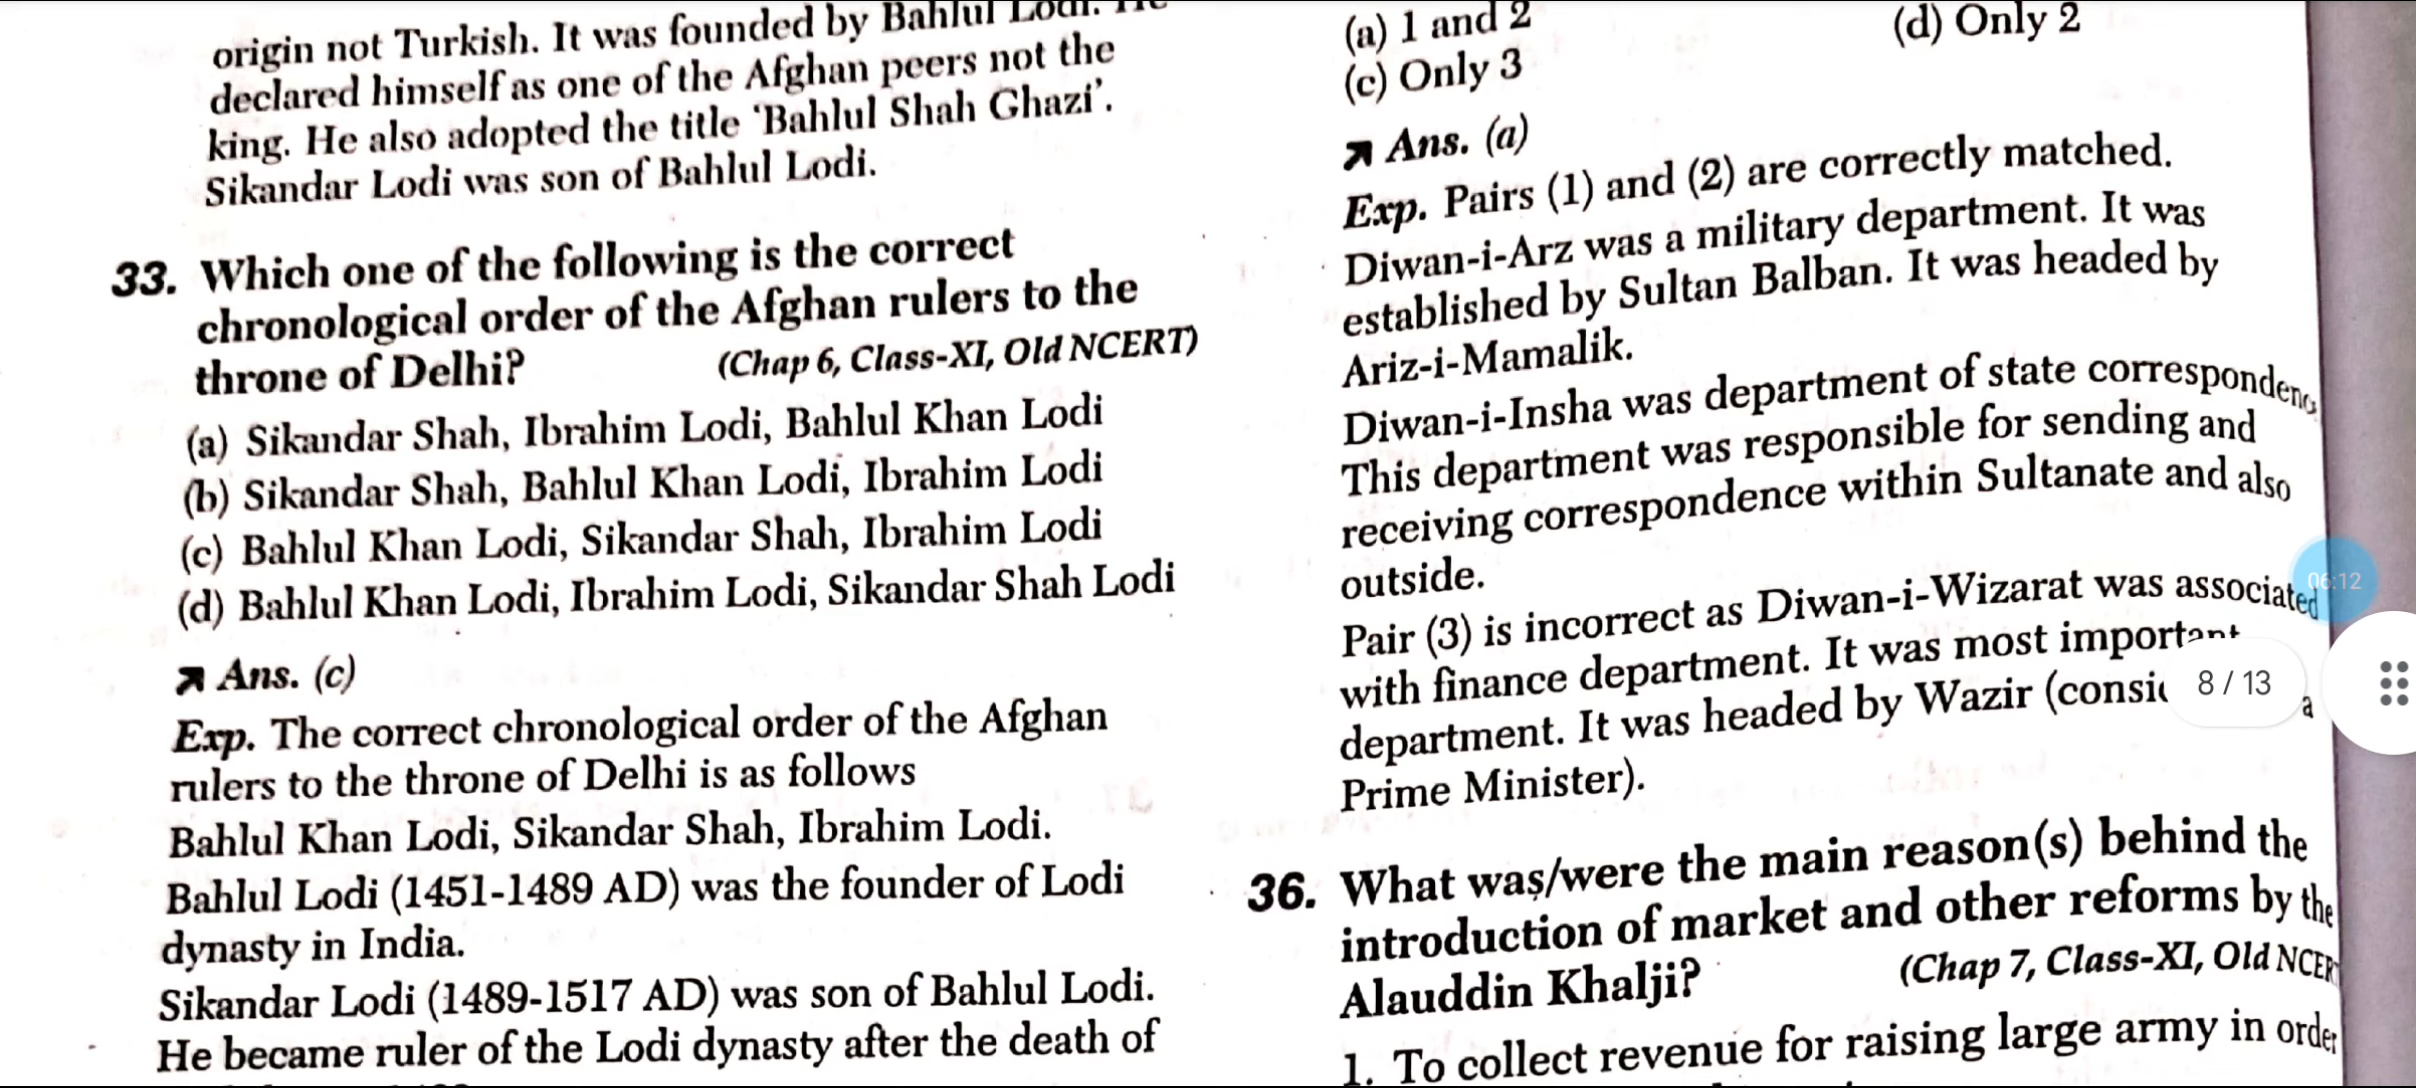 origin not Turkish. It was founded by Bahlul Lodi. He
declared himself as one of the Afghan peers not the
king. He also adopted the title ‘Bahlul Shah Ghazi’.
Sikandar Lodi was son of Bahlul Lodi.
33. Which one of the following is the correct
chronological order of the Afghan rulers to the
throne of Delhi? (Chap 6, Class-XI, Old NCERT)
(a) Sikandar Shah, Ibrahim Lodi, Bahlul Khan Lodi
(b) Sikandar Shah, Bahlul Khan Lodi, Ibrahim Lodi
(c) Bahlul Khan Lodi, Sikandar Shah, Ibrahim Lodi
(d) Bahlul Khan Lodi, Ibrahim Lodi, Sikandar Shah Lodi
Ans. (c)
Exp. The correct chronological order of the Afghan
rulers to the throne of Delhi is as follows
Bahlul Khan Lodi, Sikandar Shah, Ibrahim Lodi.
Bahlul Lodi (1451-1489 AD) was the founder of Lodi
dynasty in India.
Sikandar Lodi (1489-1517 AD) was son of Bahlul Lodi.
He became ruler of the Lodi dynasty after the death of
(a) 1 and 2
(d) Only 2
(c) Only 3
Ans. (a)
Exp. Pairs (1) and (2) are correctly matched.
Diwan-i-Arz was a military department. It was
established by Sultan Balban. It was headed by
Ariz-i-Mamalik.
Diwan-i-Insha was department of state correspondenc
This department was responsible for sending and
receiving correspondence within Sultanate and also
outside.
Pair (3) is incorrect as Diwan-i-Wizarat was associated
with finance department. It was most important
department. It was headed by Wazir (consi a
Prime Minister).
36. What was/were the main reason(s) behind the
introduction of market and other reforms by the
Alauddin Khalji? (Chap 7, Class-XI, Old NCER
1. To collect revenue for raising large army in order
06:12
8 / 13